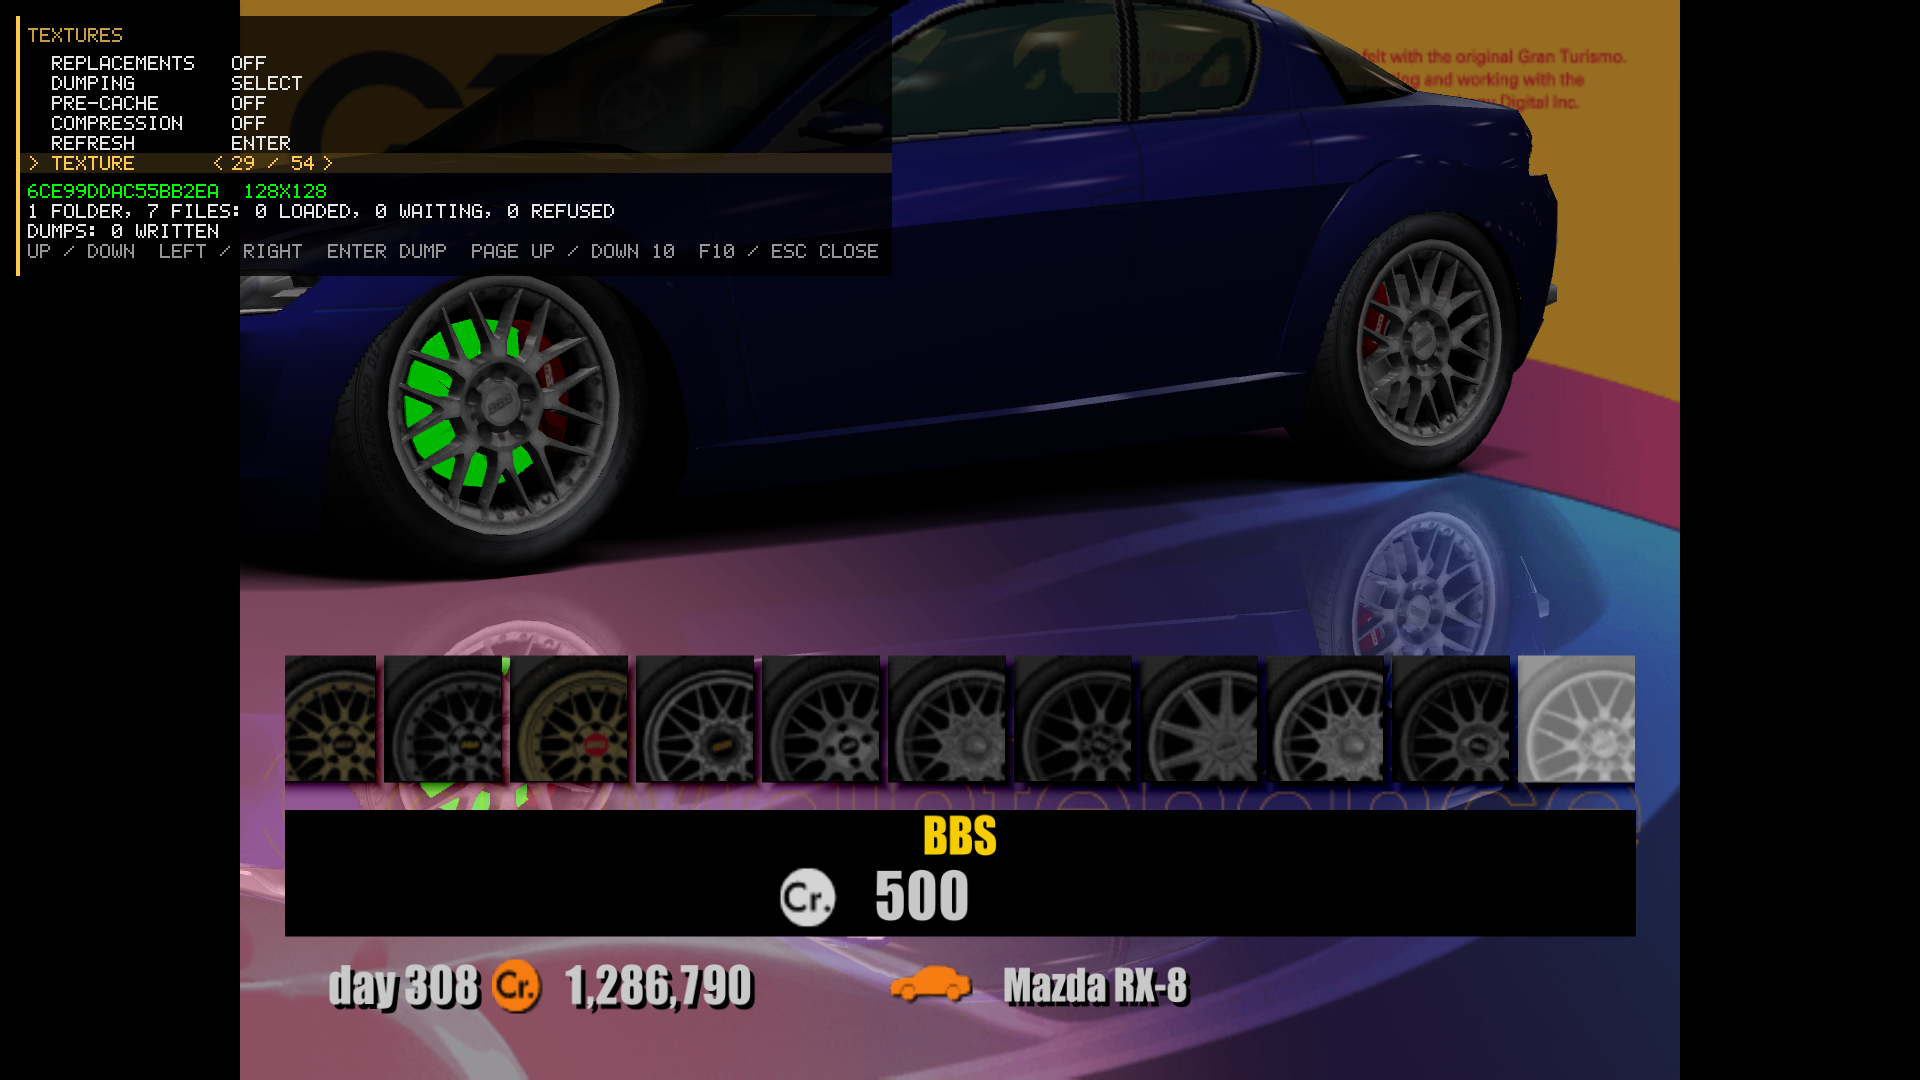 TEXTURES
REPLACEMENTS OFF
DUMPING SELECT
PRE-CACHE OFF
COMPRESSION OFF
REFRESH ENTER
> TEXTURE < 29 / 54 >
6CE99DDAC55BB2EA 128X128
1 FOLDER, 7 FILES: 0 LOADED, 0 WAITING, 0 REFUSED
DUMPS: 0 WRITTEN
UP / DOWN LEFT / RIGHT ENTER DUMP PAGE UP / DOWN 10 F10 / ESC CLOSE
felt with the original Gran Turismo.
and working with the
Digital Inc.
BBS
Cr. 500
day 308 Cr. 1,286,790 Mazda RX-8